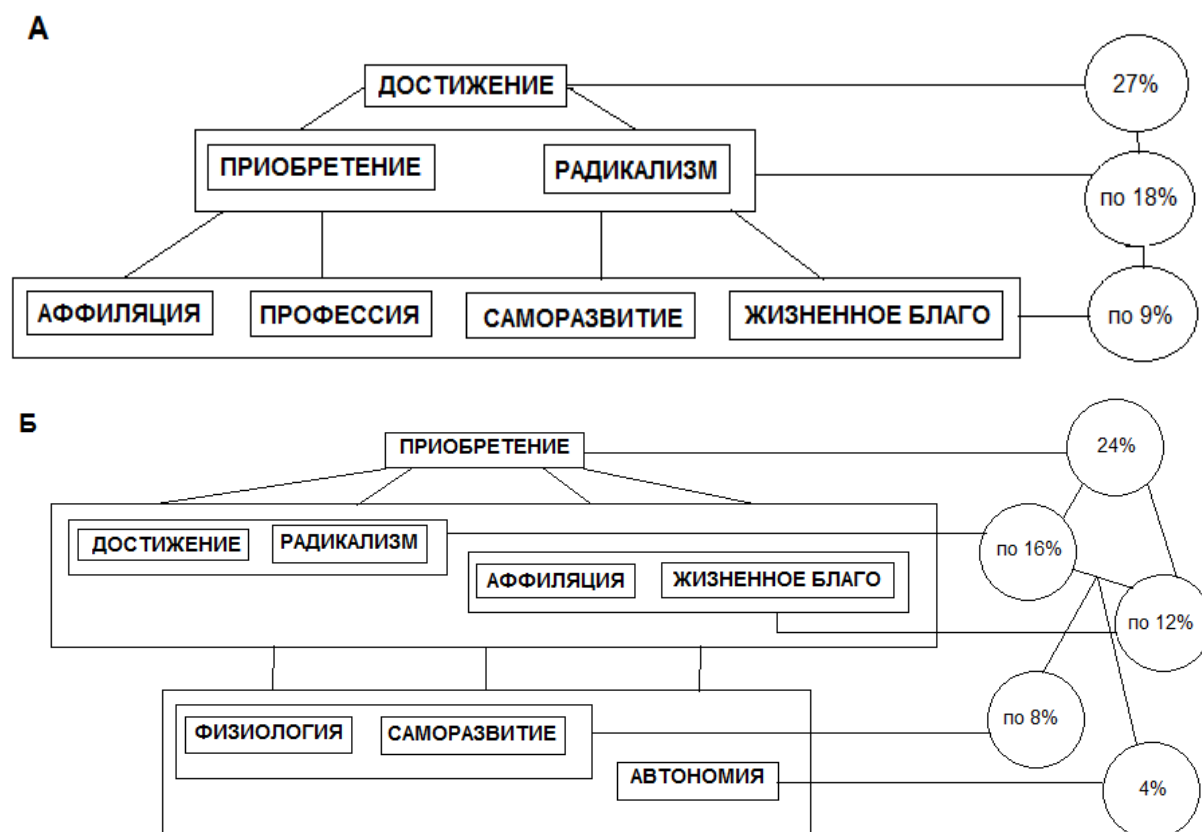 А
ДОСТИЖЕНИЕ
27%
ПРИОБРЕТЕНИЕ
РАДИКАЛИЗМ
по 18%
АФФИЛЯЦИЯ
ПРОФЕССИЯ
САМОРАЗВИТИЕ
ЖИЗНЕННОЕ БЛАГО
по 9%
Б
ПРИОБРЕТЕНИЕ
24%
ДОСТИЖЕНИЕ
РАДИКАЛИЗМ
по 16%
АФФИЛЯЦИЯ
ЖИЗНЕННОЕ БЛАГО
по 12%
ФИЗИОЛОГИЯ
САМОРАЗВИТИЕ
по 8%
АВТОНОМИЯ
4%